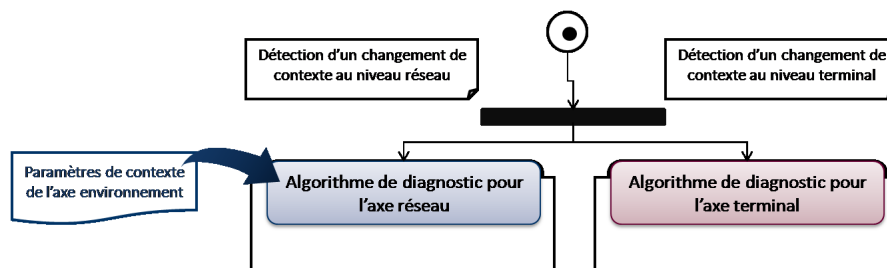 Détection d'un changement de
contexte au niveau réseau
Détection d'un changement de
contexte au niveau terminal
Paramètres de contexte
de l'axe environnement
Algorithme de diagnostic pour
l'axe réseau
Algorithme de diagnostic pour
l'axe terminal